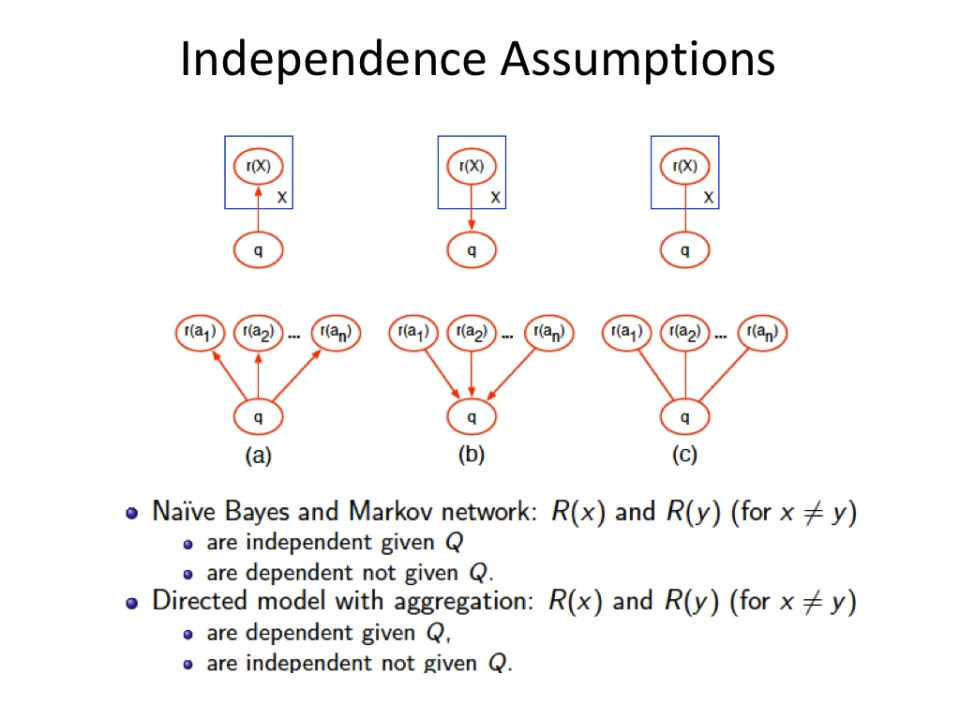 Independence Assumptions
r(X) r(X) r(X)
X X X
q q q
r(a1) r(a2) ... r(an) r(a1) r(a2) ... r(an) r(a1) r(a2) ... r(an)
q q q
(a) (b) (c)
Naïve Bayes and Markov network: R(x) and R(y) (for x ≠ y)
are independent given Q
are dependent not given Q.
Directed model with aggregation: R(x) and R(y) (for x ≠ y)
are dependent given Q,
are independent not given Q.